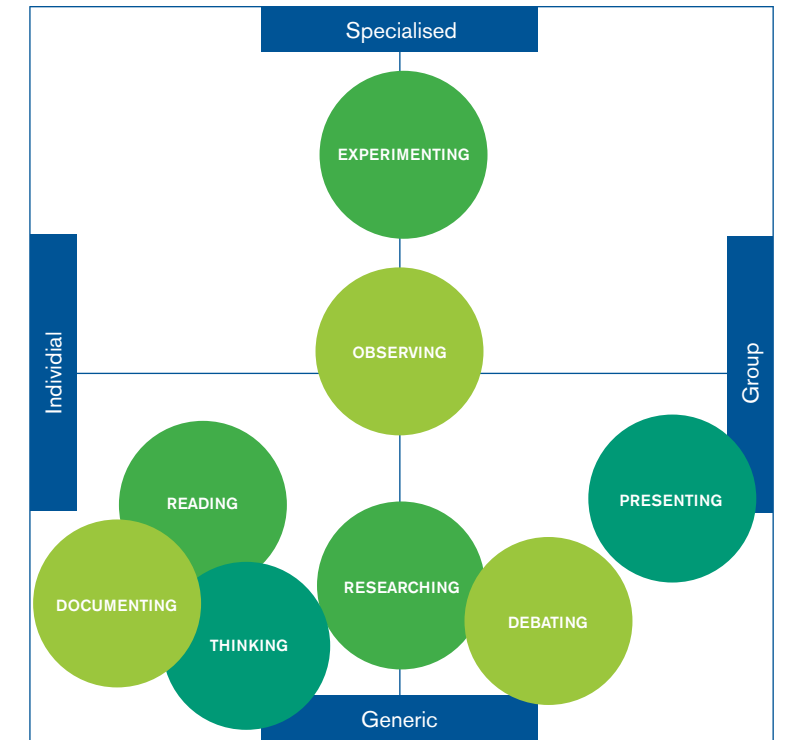 Specialised
EXPERIMENTING
OBSERVING
Individial
Group
READING
PRESENTING
RESEARCHING
DOCUMENTING
DEBATING
THINKING
Generic